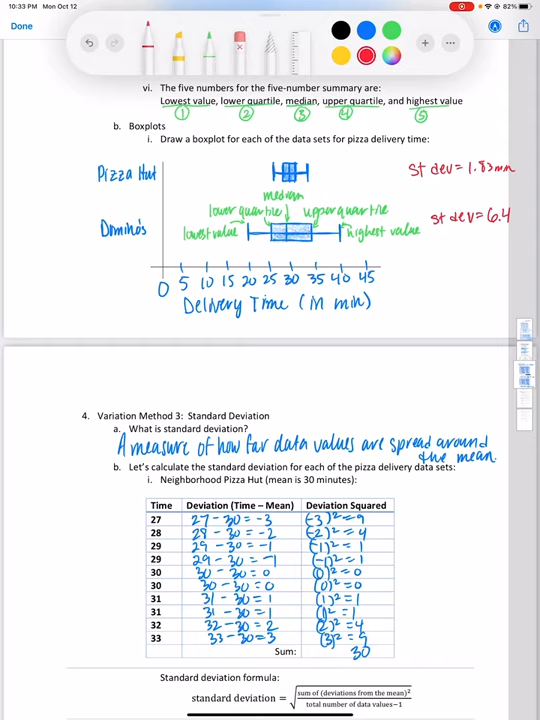 10:33 PM Mon Oct 12
82%
Done
vi. The five numbers for the five-number summary are:
Lowest value, lower quartile, median, upper quartile, and highest value
1 2 3 4 5
b. Boxplots
i. Draw a boxplot for each of the data sets for pizza delivery time:
Pizza Hut
st dev = 1.83 min
median
lower quartile
upper quartile
st dev = 6.4
Domino's
lowest value
highest value
0 5 10 15 20 25 30 35 40 45
Delivery Time (in min)
4. Variation Method 3: Standard Deviation
a. What is standard deviation?
A measure of how far data values are spread around
the mean.
b. Let's calculate the standard deviation for each of the pizza delivery data sets:
i. Neighborhood Pizza Hut (mean is 30 minutes):
Time Deviation (Time – Mean) Deviation Squared
27 27 - 30 = -3 (-3)² = 9
28 28 - 30 = -2 (-2)² = 4
29 29 - 30 = -1 (-1)² = 1
29 29 - 30 = -1 (-1)² = 1
30 30 - 30 = 0 (0)² = 0
30 30 - 30 = 0 (0)² = 0
31 31 - 30 = 1 (1)² = 1
31 31 - 30 = 1 (1)² = 1
32 32 - 30 = 2 (2)² = 4
33 33 - 30 = 3 (3)² = 9
Sum: 30
Standard deviation formula:
standard deviation = √ sum of (deviations from the mean)² / total number of data values−1